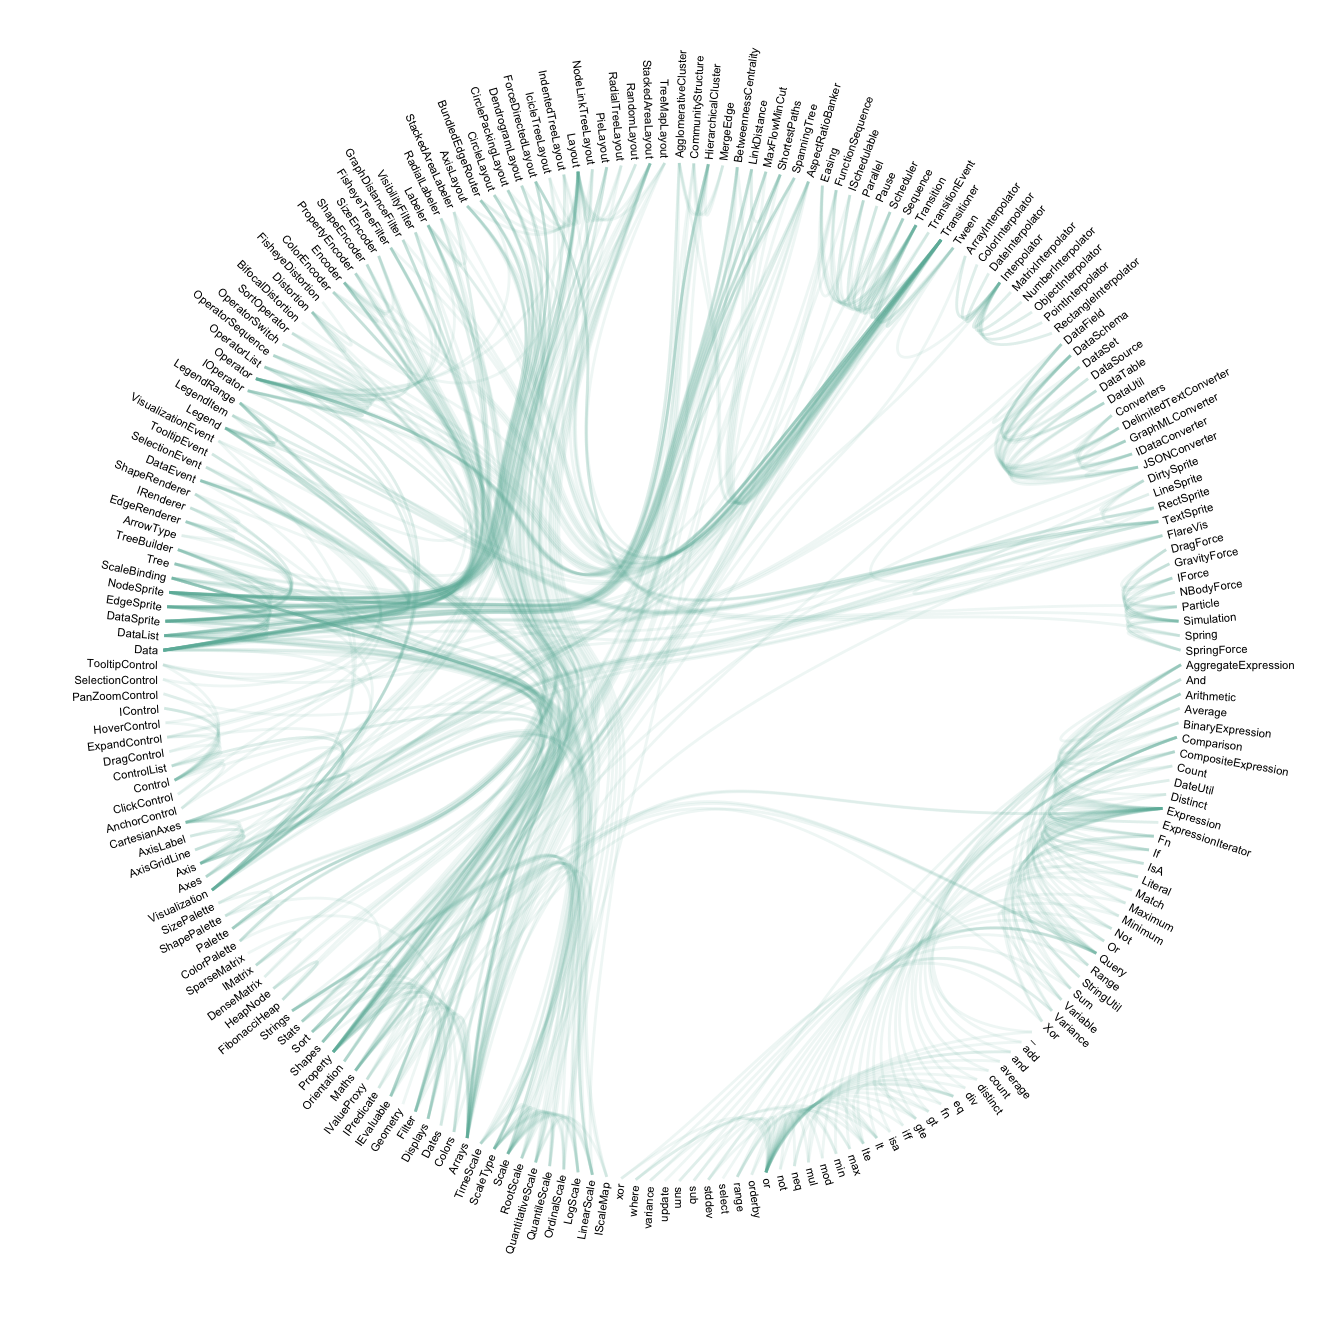 AgglomerativeCluster
CommunityStructure
HierarchicalCluster
MergeEdge
BetweennessCentrality
LinkDistance
MaxFlowMinCut
ShortestPaths
SpanningTree
AspectRatioBanker
Easing
FunctionSequence
ISchedulable
Parallel
Pause
Scheduler
Sequence
Transition
TransitionEvent
Transitioner
Tween
ArrayInterpolator
ColorInterpolator
DateInterpolator
Interpolator
MatrixInterpolator
NumberInterpolator
ObjectInterpolator
PointInterpolator
RectangleInterpolator
DataField
DataSchema
DataSet
DataSource
DataTable
DataUtil
Converters
DelimitedTextConverter
GraphMLConverter
IDataConverter
JSONConverter
DirtySprite
LineSprite
RectSprite
TextSprite
FlareVis
DragForce
GravityForce
IForce
NBodyForce
Particle
Simulation
Spring
SpringForce
AggregateExpression
And
Arithmetic
Average
BinaryExpression
Comparison
CompositeExpression
Count
DateUtil
Distinct
Expression
ExpressionIterator
Fn
If
IsA
Literal
Match
Maximum
Minimum
Not
Or
Query
Range
StringUtil
Sum
Variable
Variance
Xor
_
add
and
average
count
distinct
div
eq
fn
gt
gte
iff
isa
lt
lte
max
min
mod
mul
neq
not
or
orderby
range
select
stddev
sub
sum
update
variance
where
xor
IScaleMap
LinearScale
LogScale
OrdinalScale
QuantileScale
QuantitativeScale
RootScale
Scale
ScaleType
TimeScale
Arrays
Colors
Dates
Displays
Filter
Geometry
IEvaluable
IPredicate
IValueProxy
Maths
Orientation
Property
Shapes
Sort
Stats
Strings
FibonacciHeap
HeapNode
DenseMatrix
IMatrix
SparseMatrix
ColorPalette
Palette
ShapePalette
SizePalette
Visualization
Axes
Axis
AxisGridLine
AxisLabel
CartesianAxes
AnchorControl
ClickControl
Control
ControlList
DragControl
ExpandControl
HoverControl
IControl
PanZoomControl
SelectionControl
TooltipControl
Data
DataList
DataSprite
EdgeSprite
NodeSprite
ScaleBinding
Tree
TreeBuilder
ArrowType
EdgeRenderer
IRenderer
ShapeRenderer
DataEvent
SelectionEvent
TooltipEvent
VisualizationEvent
Legend
LegendItem
LegendRange
IOperator
Operator
OperatorList
OperatorSequence
OperatorSwitch
SortOperator
BifocalDistortion
Distortion
FisheyeDistortion
ColorEncoder
Encoder
PropertyEncoder
ShapeEncoder
SizeEncoder
FisheyeTreeFilter
GraphDistanceFilter
VisibilityFilter
Labeler
RadialLabeler
StackedAreaLabeler
AxisLayout
BundledEdgeRouter
CircleLayout
CirclePackingLayout
DendrogramLayout
ForceDirectedLayout
IcicleTreeLayout
IndentedTreeLayout
Layout
NodeLinkTreeLayout
PieLayout
RadialTreeLayout
RandomLayout
StackedAreaLayout
TreeMapLayout